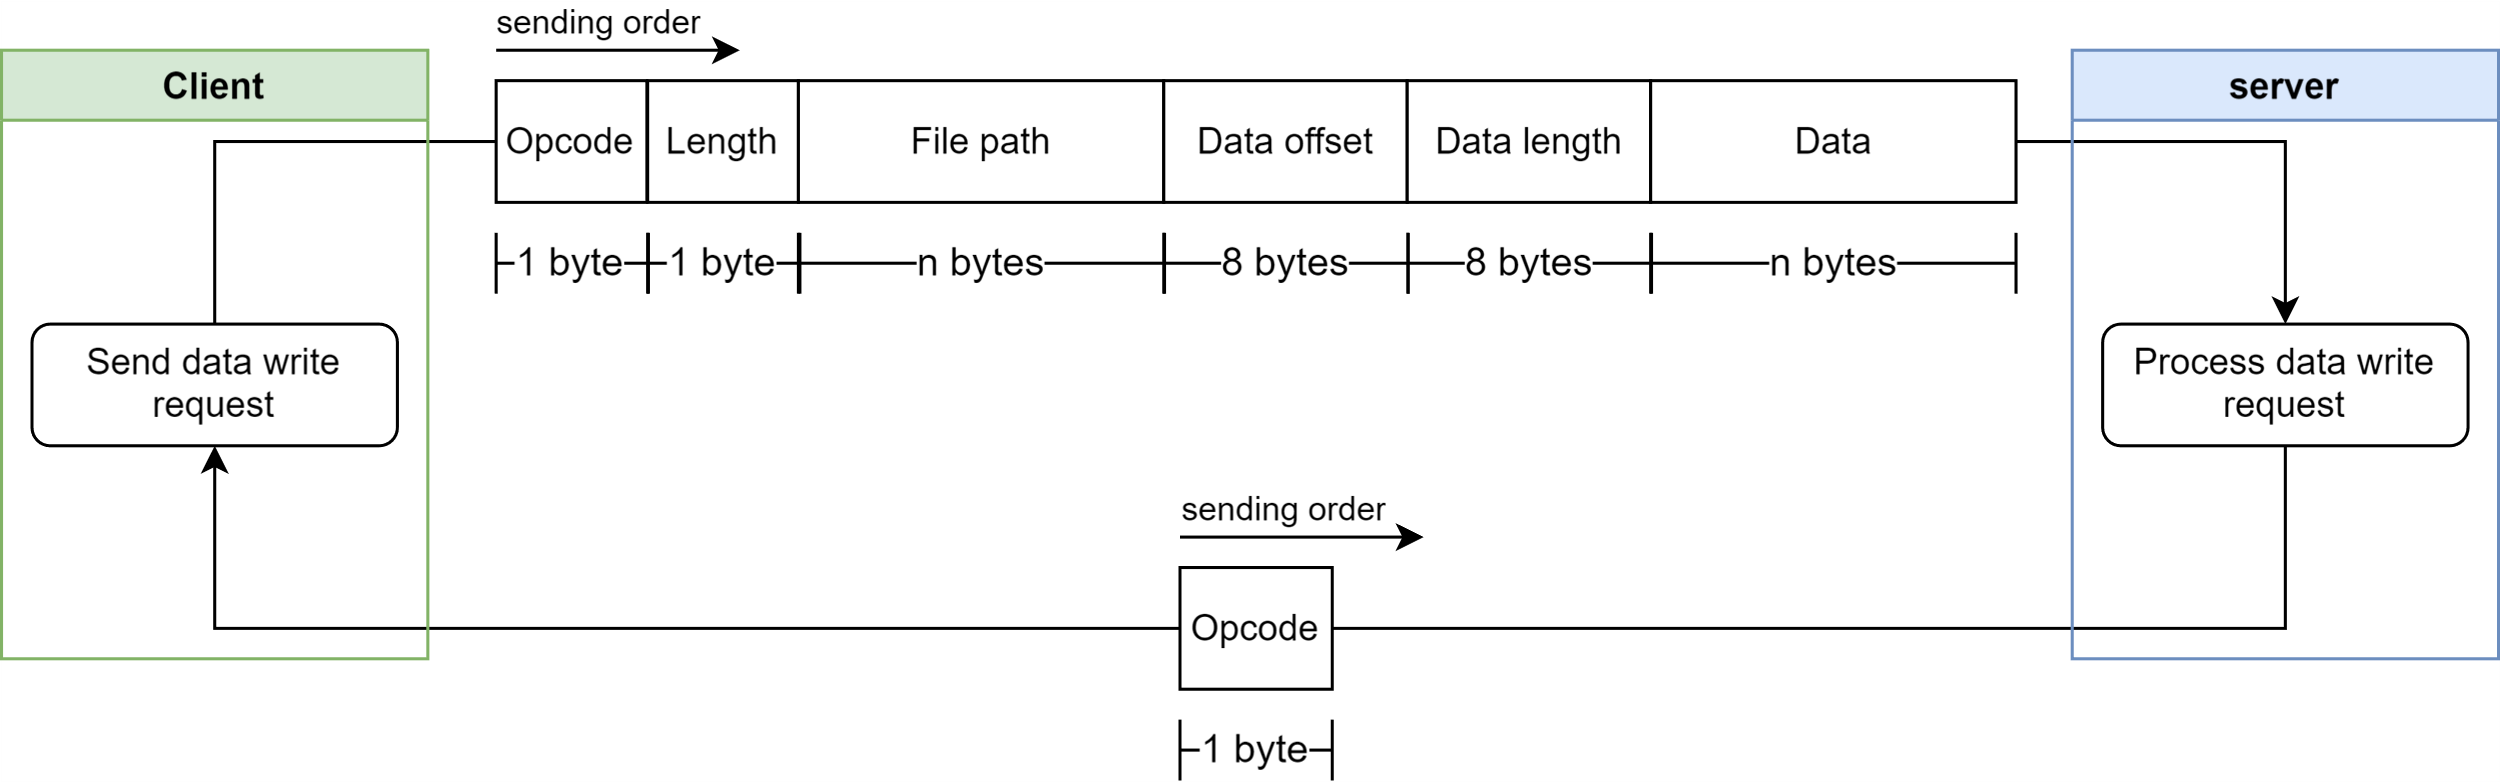 sending order
Client
server
Opcode
Length
File path
Data offset
Data length
Data
1 byte
1 byte
n bytes
8 bytes
8 bytes
n bytes
Send data write
request
Process data write
request
sending order
Opcode
1 byte